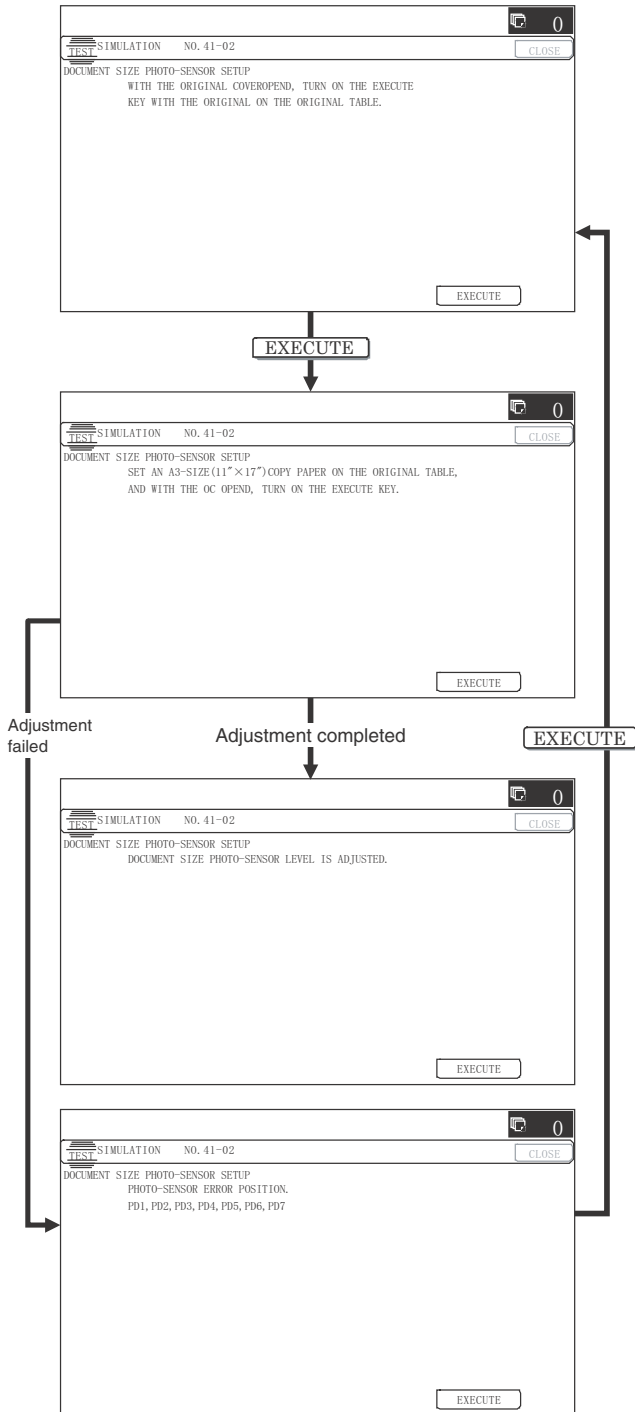 0
TEST SIMULATION NO. 41-02 CLOSE
DOCUMENT SIZE PHOTO-SENSOR SETUP
WITH THE ORIGINAL COVEROPEND, TURN ON THE EXECUTE
KEY WITH THE ORIGINAL ON THE ORIGINAL TABLE.
EXECUTE
EXECUTE
0
TEST SIMULATION NO. 41-02 CLOSE
DOCUMENT SIZE PHOTO-SENSOR SETUP
SET AN A3-SIZE(11″×17″)COPY PAPER ON THE ORIGINAL TABLE,
AND WITH THE OC OPEND, TURN ON THE EXECUTE KEY.
EXECUTE
Adjustment
failed
Adjustment completed
EXECUTE
0
TEST SIMULATION NO. 41-02 CLOSE
DOCUMENT SIZE PHOTO-SENSOR SETUP
DOCUMENT SIZE PHOTO-SENSOR LEVEL IS ADJUSTED.
EXECUTE
0
TEST SIMULATION NO. 41-02 CLOSE
DOCUMENT SIZE PHOTO-SENSOR SETUP
PHOTO-SENSOR ERROR POSITION.
PD1, PD2, PD3, PD4, PD5, PD6, PD7
EXECUTE